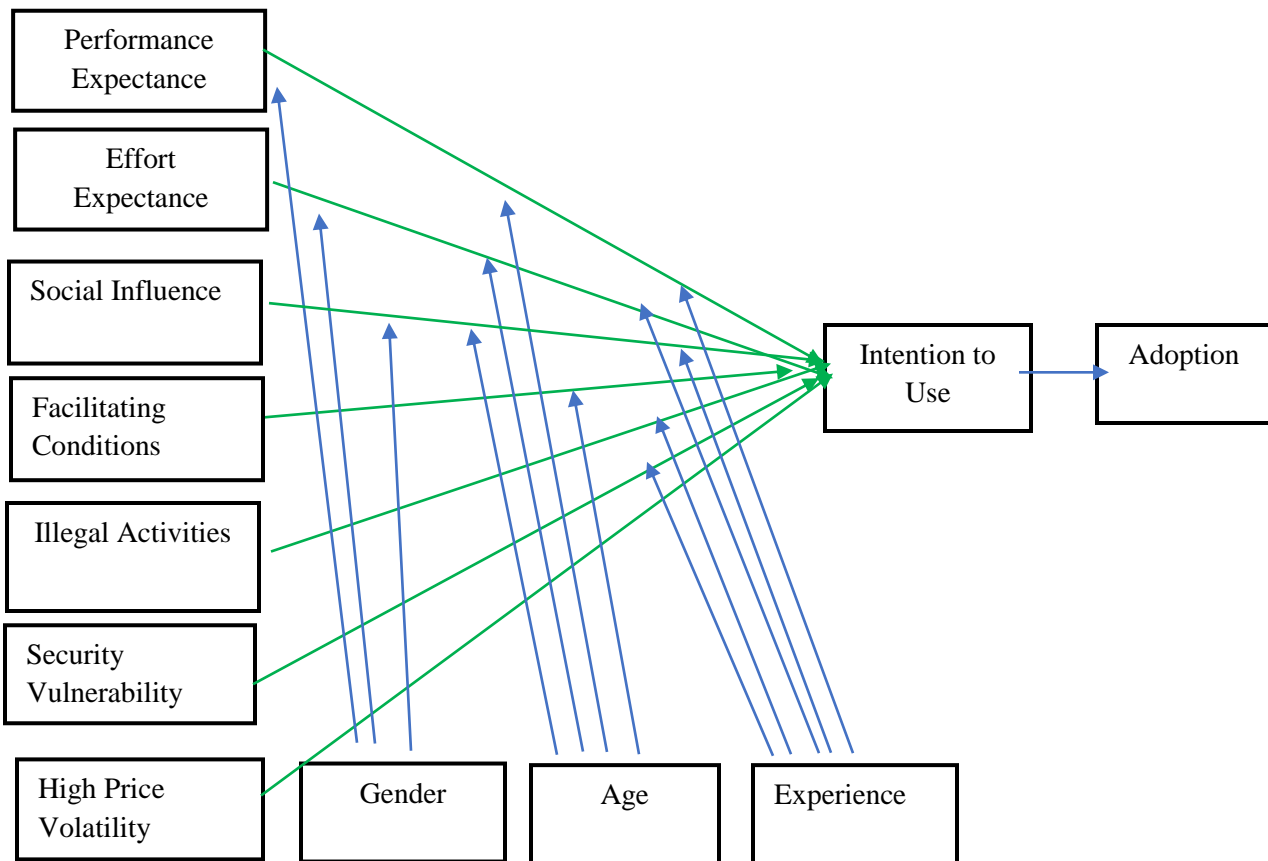 Performance
Expectance
Effort
Expectance
Social Influence
Facilitating
Conditions
Illegal Activities
Security
Vulnerability
High Price
Volatility
Gender
Age
Experience
Intention to
Use
Adoption